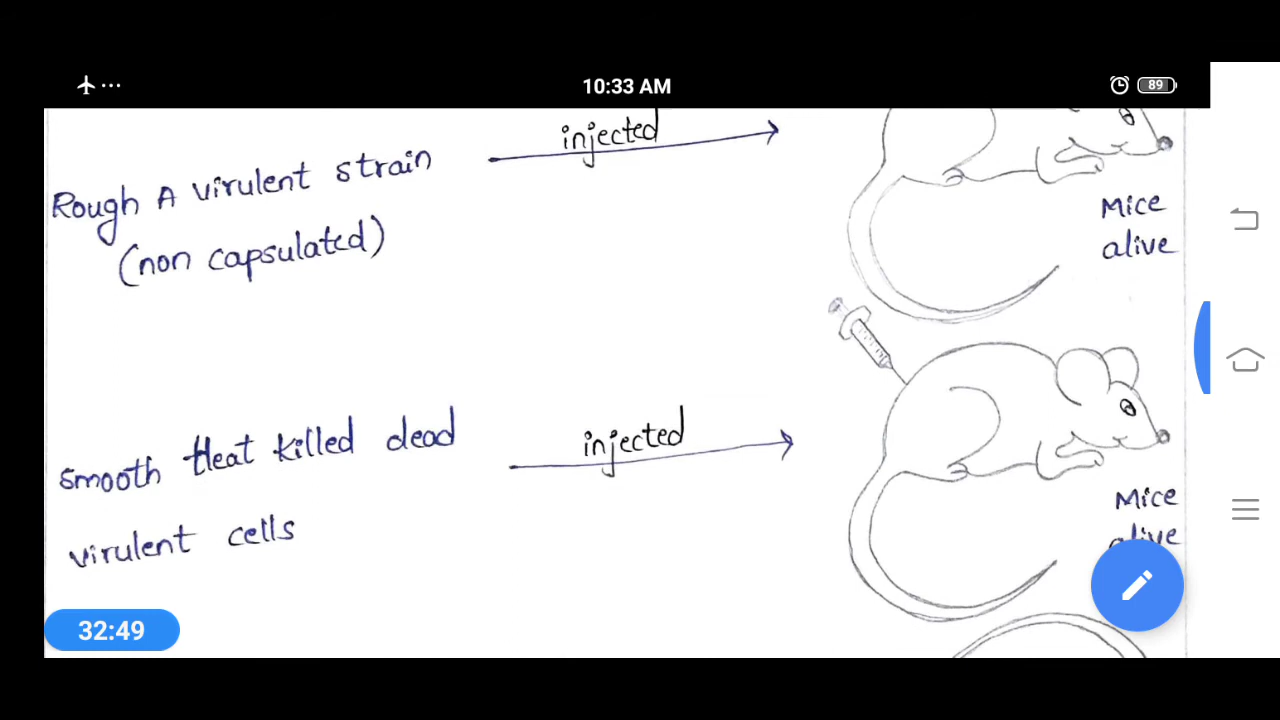 10:33 AM
89
injected
Rough A virulent strain
(non capsulated)
Mice
alive
smooth Heat killed dead
virulent cells
injected
Mice
alive
32:49